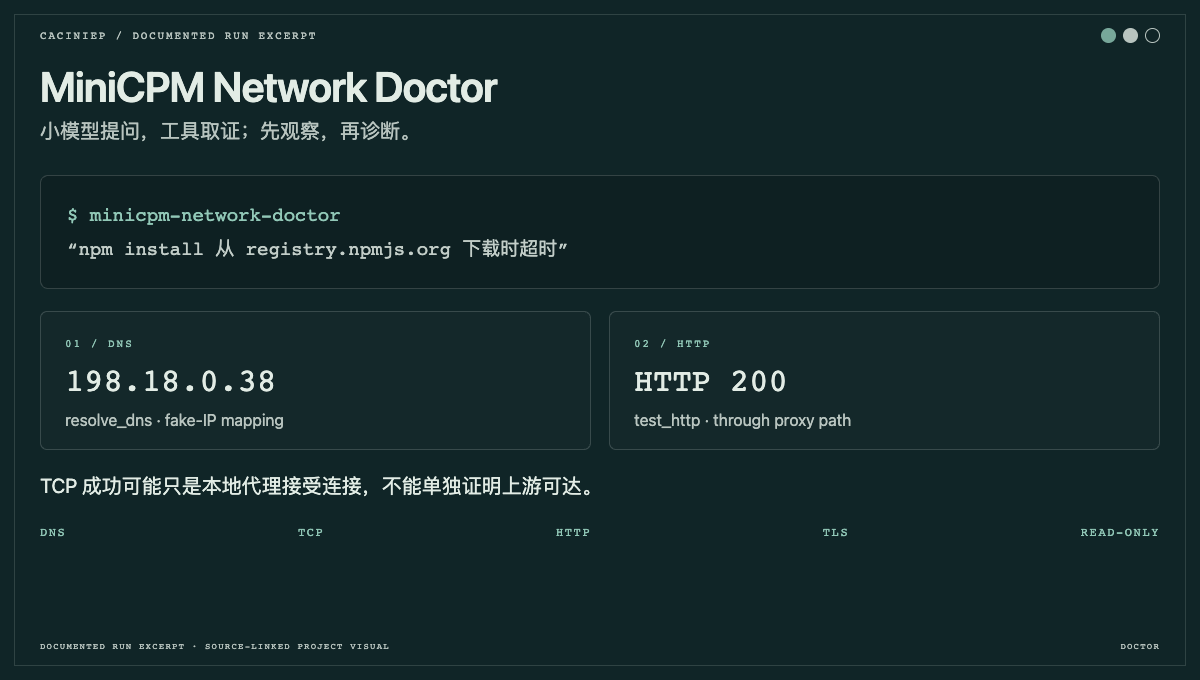 CACINIEP / DOCUMENTED RUN EXCERPT
MiniCPM Network Doctor
小模型提问，工具取证；先观察，再诊断。
$ minicpm-network-doctor
“npm install 从 registry.npmjs.org 下载时超时”
01 / DNS
198.18.0.38
resolve_dns · fake-IP mapping
02 / HTTP
HTTP 200
test_http · through proxy path
TCP 成功可能只是本地代理接受连接，不能单独证明上游可达。
DNS TCP HTTP TLS READ-ONLY
DOCUMENTED RUN EXCERPT · SOURCE-LINKED PROJECT VISUAL
DOCTOR